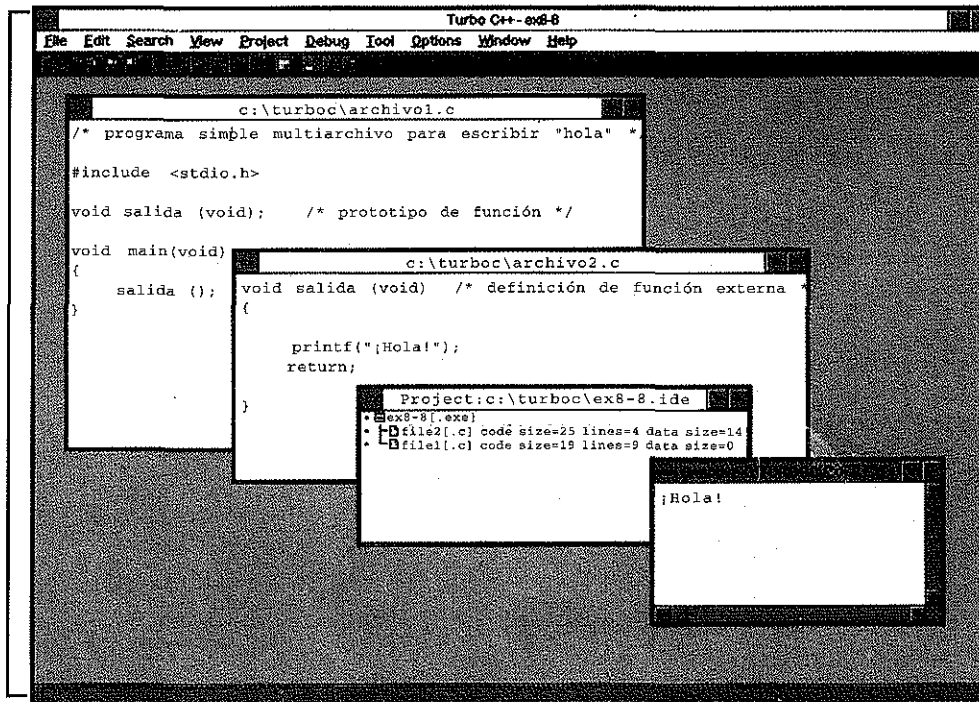 Turbo C++ - ex8-8
File Edit Search View Project Debug Tool Options Window Help
c:\turboc\archivo1.c
/* programa simple multiarchivo para escribir "hola" *
#include <stdio.h>
void salida (void); /* prototipo de función */
void main(void)
{
salida ();
}
c:\turboc\archivo2.c
void salida (void) /* definición de función externa *
{
printf("¡Hola!");
return;
}
Project:c:\turboc\ex8-8.ide
ex8-8[.exe]
file2[.c] code size=25 lines=4 data size=14
file1[.c] code size=19 lines=9 data size=0
¡Hola!